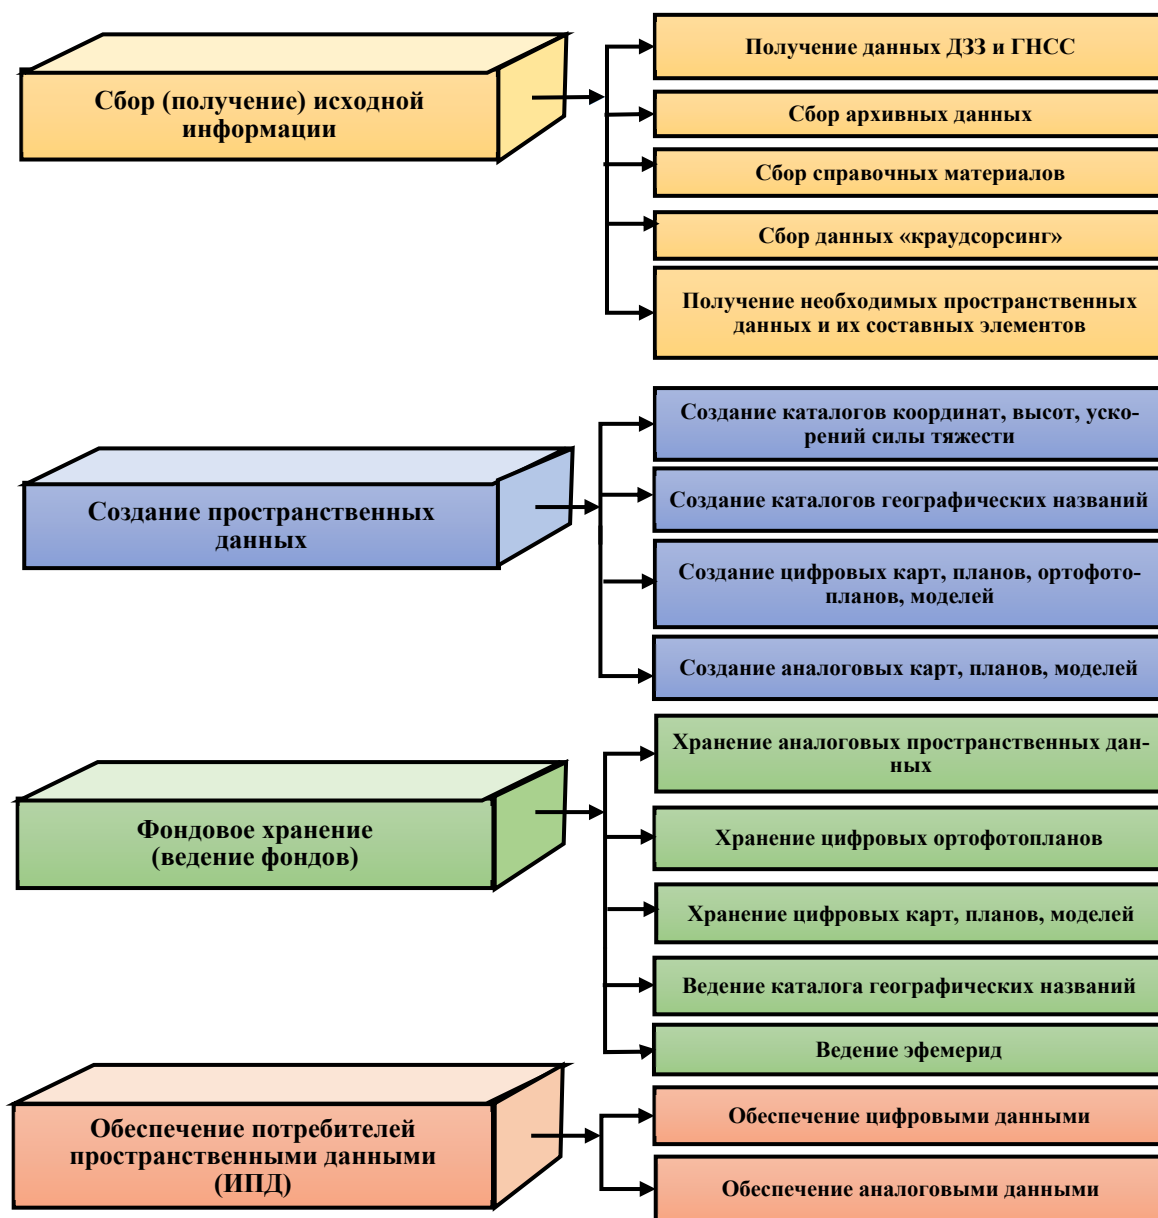 Сбор (получение) исходной
информации
Получение данных ДЗЗ и ГНСС
Сбор архивных данных
Сбор справочных материалов
Сбор данных «краудсорсинг»
Получение необходимых пространственных
данных и их составных элементов
Создание пространственных
данных
Создание каталогов координат, высот, уско-
рений силы тяжести
Создание каталогов географических названий
Создание цифровых карт, планов, ортофото-
планов, моделей
Создание аналоговых карт, планов, моделей
Фондовое хранение
(ведение фондов)
Хранение аналоговых пространственных дан-
ных
Хранение цифровых ортофотопланов
Хранение цифровых карт, планов, моделей
Ведение каталога географических названий
Ведение эфемерид
Обеспечение потребителей
пространственными данными
(ИПД)
Обеспечение цифровыми данными
Обеспечение аналоговыми данными